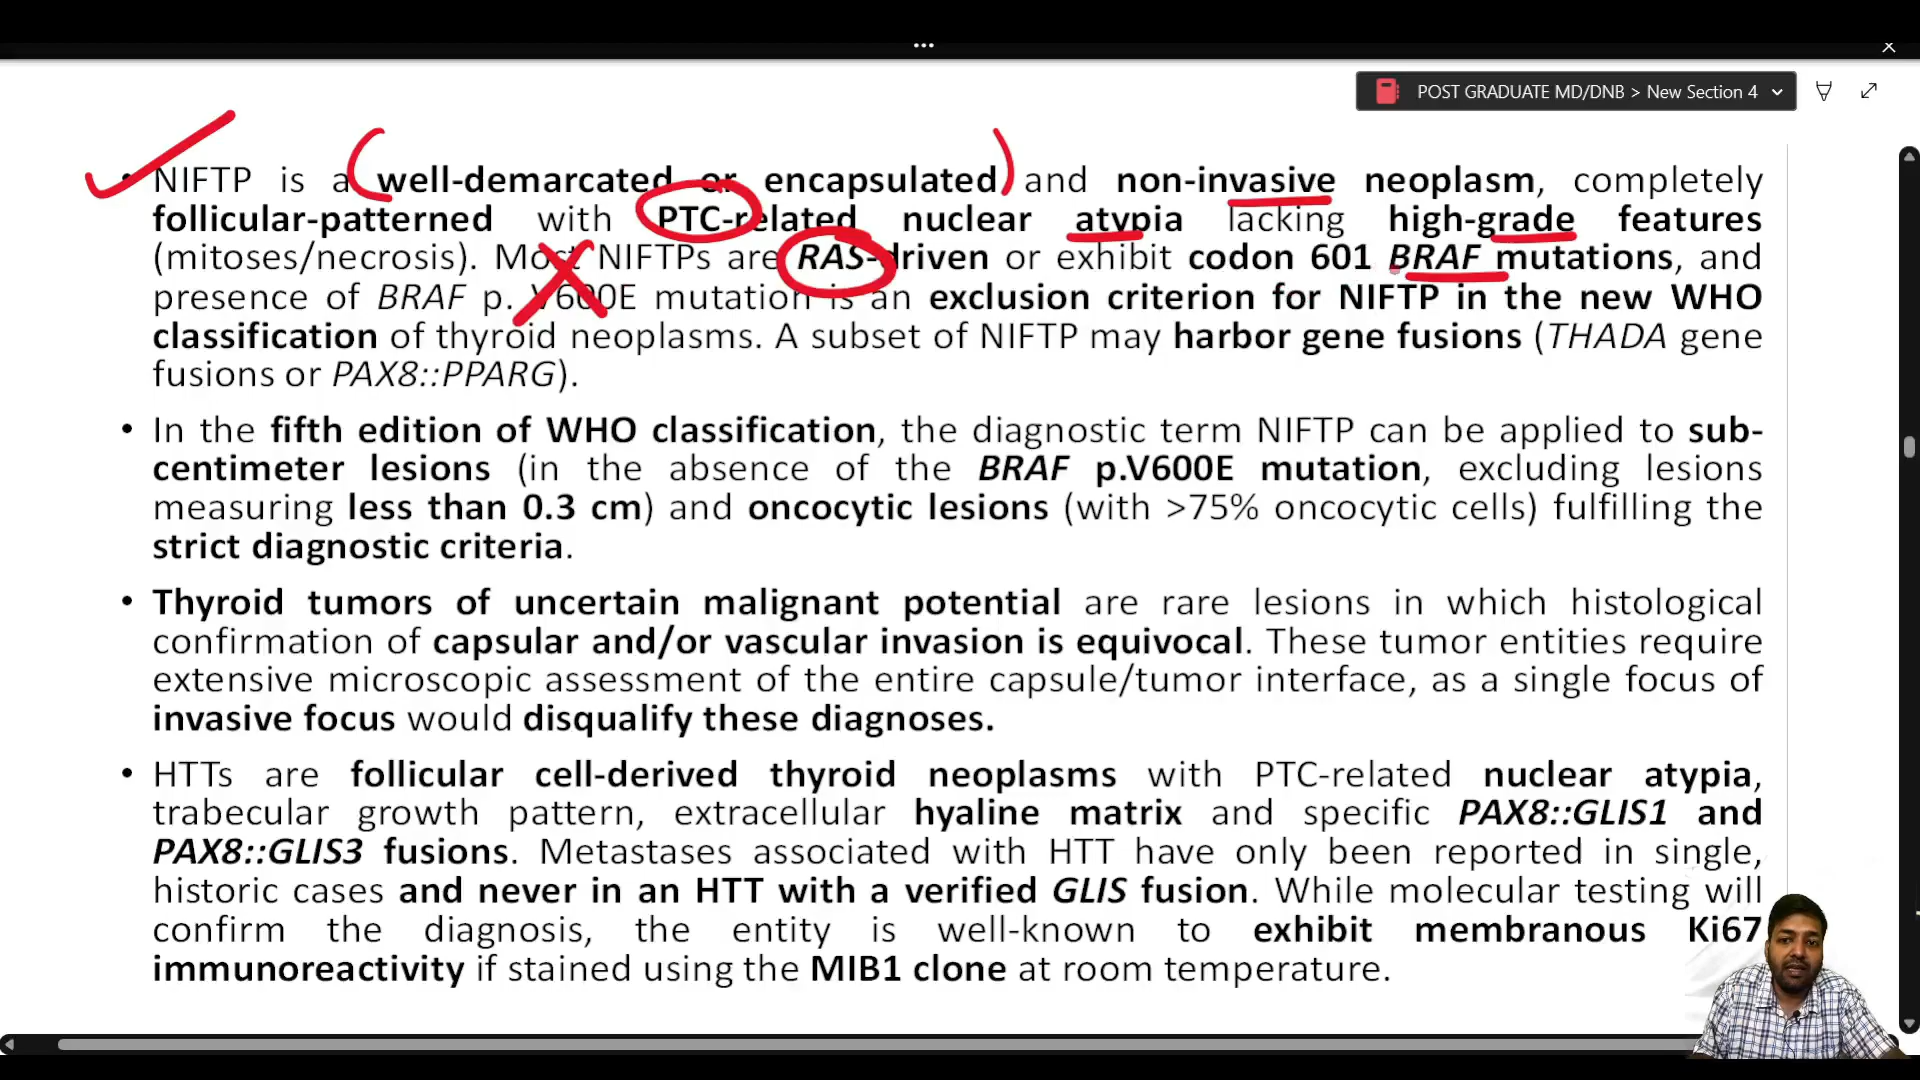 POST GRADUATE MD/DNB > New Section 4
• NIFTP is a well-demarcated or encapsulated and non-invasive neoplasm, completely
follicular-patterned with PTC-related nuclear atypia lacking high-grade features
(mitoses/necrosis). Most NIFTPs are RAS-driven or exhibit codon 601 BRAF mutations, and
presence of BRAF p. V600E mutation is an exclusion criterion for NIFTP in the new WHO
classification of thyroid neoplasms. A subset of NIFTP may harbor gene fusions (THADA gene
fusions or PAX8::PPARG).
• In the fifth edition of WHO classification, the diagnostic term NIFTP can be applied to sub-
centimeter lesions (in the absence of the BRAF p.V600E mutation, excluding lesions
measuring less than 0.3 cm) and oncocytic lesions (with >75% oncocytic cells) fulfilling the
strict diagnostic criteria.
• Thyroid tumors of uncertain malignant potential are rare lesions in which histological
confirmation of capsular and/or vascular invasion is equivocal. These tumor entities require
extensive microscopic assessment of the entire capsule/tumor interface, as a single focus of
invasive focus would disqualify these diagnoses.
• HTTs are follicular cell-derived thyroid neoplasms with PTC-related nuclear atypia,
trabecular growth pattern, extracellular hyaline matrix and specific PAX8::GLIS1 and
PAX8::GLIS3 fusions. Metastases associated with HTT have only been reported in single,
historic cases and never in an HTT with a verified GLIS fusion. While molecular testing will
confirm the diagnosis, the entity is well-known to exhibit membranous Ki67
immunoreactivity if stained using the MIB1 clone at room temperature.